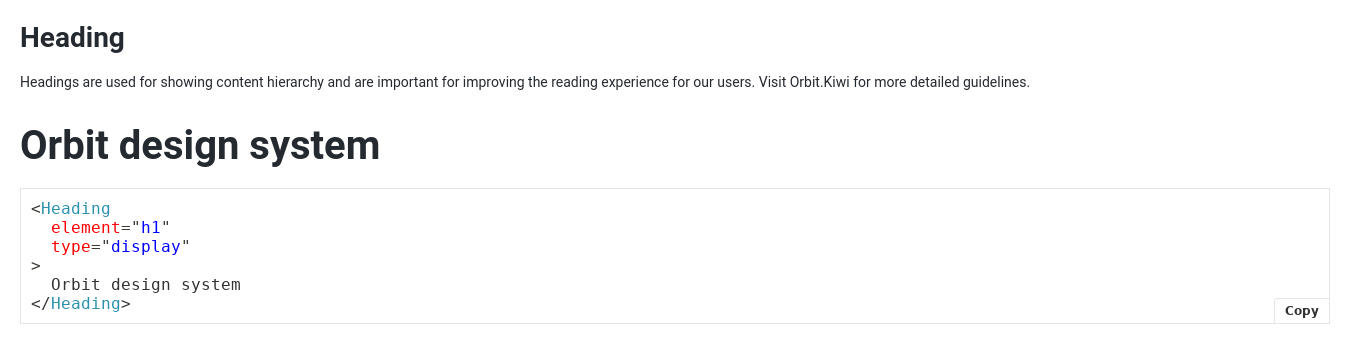 Heading
Headings are used for showing content hierarchy and are important for improving the reading experience for our users. Visit Orbit.Kiwi for more detailed guidelines.
Orbit design system
<Heading
  element="h1"
  type="display"
>
  Orbit design system
</Heading>
Copy